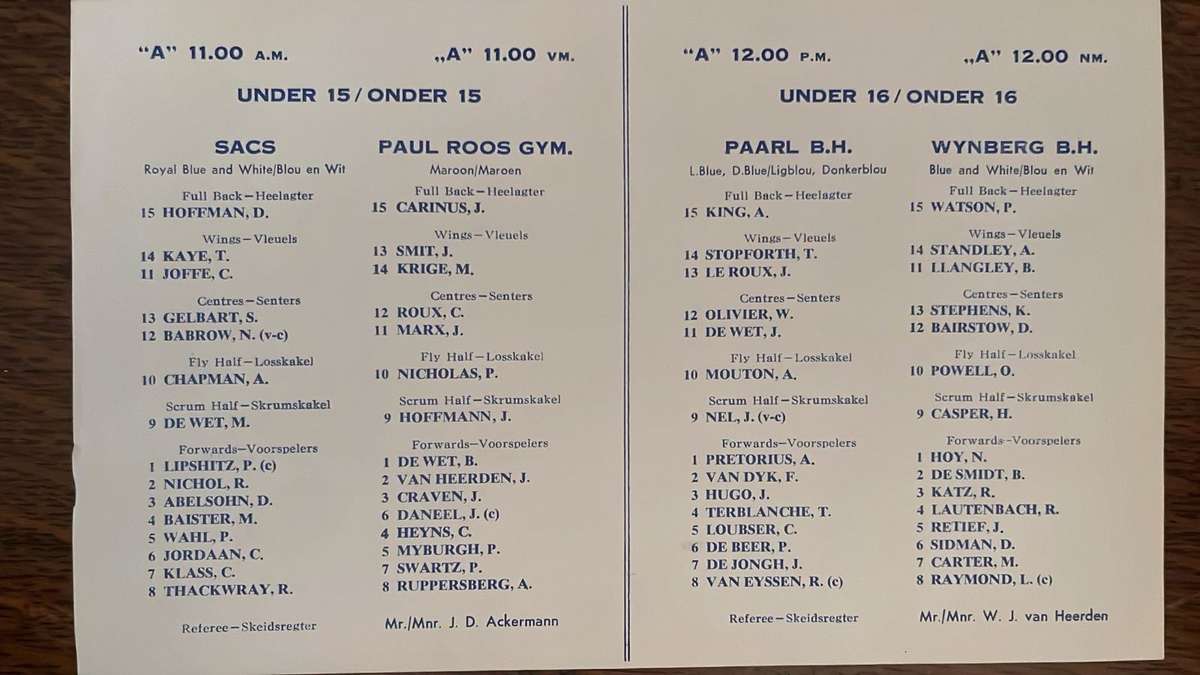 "A" 11.00 A.M.
„A" 11.00 VM.
UNDER 15/ONDER 15
SACS
Royal Blue and White/Blou en Wit
Full Back—Heelagter
15 HOFFMAN, D.
Wings—Vleuels
14 KAYE, T.
11 JOFFE, C.
Centres—Senters
13 GELBART, S.
12 BABROW, N. (v-c)
Fly Half—Losskakel
10 CHAPMAN, A.
Scrum Half—Skrumskakel
9 DE WET, M.
Forwards—Voorspelers
1 LIPSHITZ, P. (c)
2 NICHOL, R.
3 ABELSOHN, D.
4 BAISTER, M.
5 WAHL, P.
6 JORDAAN, C.
7 KLASS, C.
8 THACKWRAY, R.
PAUL ROOS GYM.
Maroon/Maroen
Full Back—Heelagter
15 CARINUS, J.
Wings—Vleuels
13 SMIT, J.
14 KRIGE, M.
Centres—Senters
12 ROUX, C.
11 MARX, J.
Fly Half—Losskakel
10 NICHOLAS, P.
Scrum Half—Skrumskakel
9 HOFFMANN, J.
Forwards—Voorspelers
1 DE WET, B.
2 VAN HEERDEN, J.
3 CRAVEN, J.
6 DANEEL, J. (c)
4 HEYNS, C.
5 MYBURGH, P.
7 SWARTZ, P.
8 RUPPERSBERG, A.
Referee—Skeidsregter
Mr./Mnr. J. D. Ackermann
"A" 12.00 P.M.
„A" 12.00 NM.
UNDER 16/ONDER 16
PAARL B.H.
L.Blue, D.Blue/Ligblou, Donkerblou
Full Back—Heelagter
15 KING, A.
Wings—Vleuels
14 STOPFORTH, T.
13 LE ROUX, J.
Centres—Senters
12 OLIVIER, W.
11 DE WET, J.
Fly Half—Losskakel
10 MOUTON, A.
Scrum Half—Skrumskakel
9 NEL, J. (v-c)
Forwards—Voorspelers
1 PRETORIUS, A.
2 VAN DYK, F.
3 HUGO, J.
4 TERBLANCHE, T.
5 LOUBSER, C.
6 DE BEER, P.
7 DE JONGH, J.
8 VAN EYSSEN, R. (c)
WYNBERG B.H.
Blue and White/Blou en Wit
Full Back—Heelagter
15 WATSON, P.
Wings—Vleuels
14 STANDLEY, A.
11 LLANGLEY, B.
Centres—Senters
13 STEPHENS, K.
12 BAIRSTOW, D.
Fly Half—Losskakel
10 POWELL, O.
Scrum Half—Skrumskakel
9 CASPER, H.
Forwards—Voorspelers
1 HOY, N.
2 DE SMIDT, B.
3 KATZ, R.
4 LAUTENBACH, R.
5 RETIEF, J.
6 SIDMAN, D.
7 CARTER, M.
8 RAYMOND, L. (c)
Referee—Skeidsregter
Mr./Mnr. W. J. van Heerden